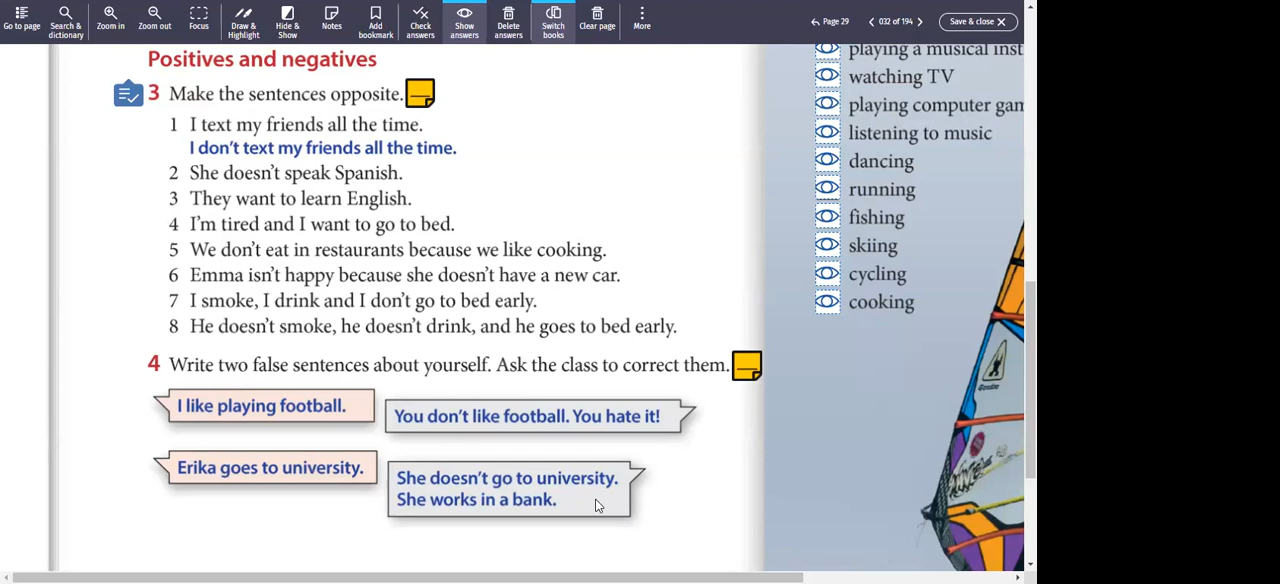 Go to page
Search & dictionary
Zoom in
Zoom out
Focus
Draw & Highlight
Hide & Show
Notes
Add bookmark
Check answers
Show answers
Delete answers
Switch books
Clear page
More
Page 29
032 of 194
Save & close
Positives and negatives
3 Make the sentences opposite.
1 I text my friends all the time.
I don't text my friends all the time.
2 She doesn't speak Spanish.
3 They want to learn English.
4 I'm tired and I want to go to bed.
5 We don't eat in restaurants because we like cooking.
6 Emma isn't happy because she doesn't have a new car.
7 I smoke, I drink and I don't go to bed early.
8 He doesn't smoke, he doesn't drink, and he goes to bed early.
4 Write two false sentences about yourself. Ask the class to correct them.
I like playing football.
You don't like football. You hate it!
Erika goes to university.
She doesn't go to university.
She works in a bank.
playing a musical inst
watching TV
playing computer gam
listening to music
dancing
running
fishing
skiing
cycling
cooking